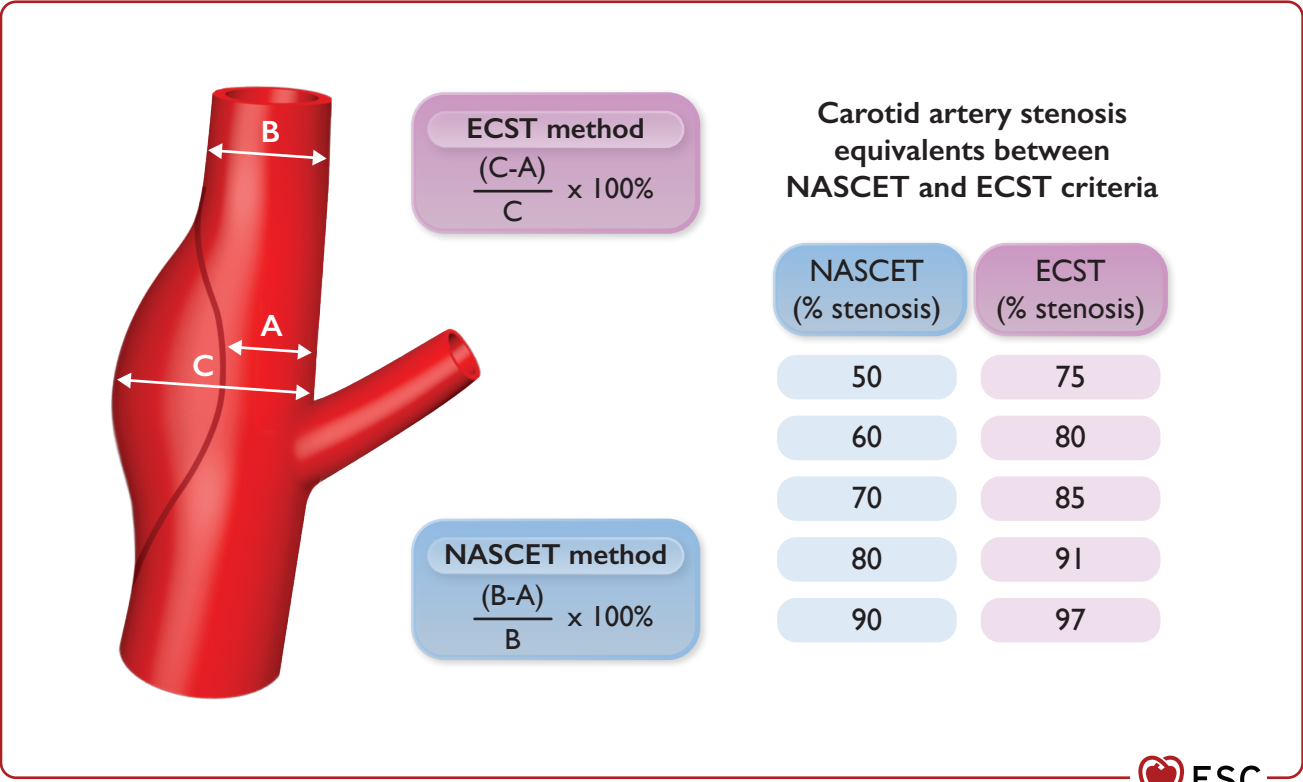 B
A
C
ECST method
(C-A)
C
x 100%
NASCET method
(B-A)
B
x 100%
Carotid artery stenosis
equivalents between
NASCET and ECST criteria
NASCET
(% stenosis)
ECST
(% stenosis)
50 75
60 80
70 85
80 91
90 97
ESC